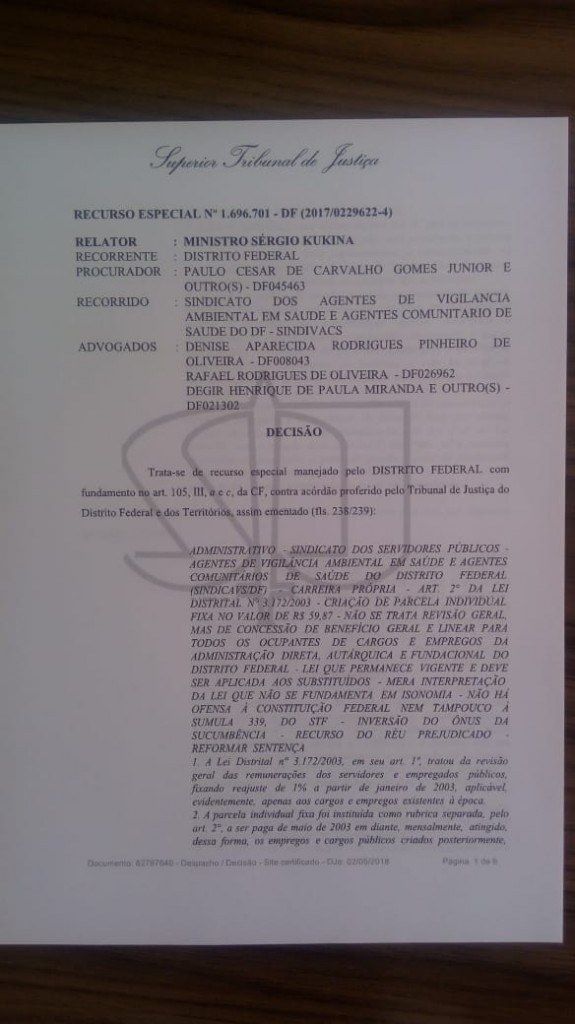 Superior Tribunal de Justiça
RECURSO ESPECIAL Nº 1.696.701 - DF (2017/0229622-4)
RELATOR : MINISTRO SÉRGIO KUKINA
RECORRENTE : DISTRITO FEDERAL
PROCURADOR : PAULO CESAR DE CARVALHO GOMES JUNIOR E
OUTRO(S) - DF045463
RECORRIDO : SINDICATO DOS AGENTES DE VIGILANCIA
AMBIENTAL EM SAUDE E AGENTES COMUNITARIO DE
SAUDE DO DF - SINDIVACS
ADVOGADOS : DENISE APARECIDA RODRIGUES PINHEIRO DE
OLIVEIRA - DF008043
RAFAEL RODRIGUES DE OLIVEIRA - DF026962
DEGIR HENRIQUE DE PAULA MIRANDA E OUTRO(S) -
DF021302
DECISÃO
Trata-se de recurso especial manejado pelo DISTRITO FEDERAL com
fundamento no art. 105, III, a e c, da CF, contra acórdão proferido pelo Tribunal de Justiça do
Distrito Federal e dos Territórios, assim ementado (fls. 238/239):
ADMINISTRATIVO - SINDICATO DOS SERVIDORES PÚBLICOS -
AGENTES DE VIGILÂNCIA AMBIENTAL EM SAÚDE E AGENTES
COMUNITÁRIOS DE SAÚDE DO DISTRITO FEDERAL
(SINDICAVS/DF) - CARREIRA PRÓPRIA - ART. 2º DA LEI
DISTRITAL Nº 3.172/2003 - CRIAÇÃO DE PARCELA INDIVIDUAL
FIXA NO VALOR DE R$ 59,87 - NÃO SE TRATA REVISÃO GERAL,
MAS DE CONCESSÃO DE BENEFÍCIO GERAL E LINEAR PARA
TODOS OS OCUPANTES DE CARGOS E EMPREGOS DA
ADMINISTRAÇÃO DIRETA, AUTÁRQUICA E FUNDACIONAL DO
DISTRITO FEDERAL - LEI QUE PERMANECE VIGENTE E DEVE
SER APLICADA AOS SUBSTITUÍDOS - MERA INTERPRETAÇÃO
DA LEI QUE NÃO SE FUNDAMENTA EM ISONOMIA - NÃO HÁ
OFENSA À CONSTITUIÇÃO FEDERAL NEM TAMPOUCO À
SUMULA 339, DO STF - INVERSÃO DO ÔNUS DA
SUCUMBÊNCIA - RECURSO DO RÉU PREJUDICADO -
REFORMAR SENTENÇA
1. A Lei Distrital nº 3.172/2003, em seu art. 1º, tratou da revisão
geral das remunerações dos servidores e empregados públicos,
fixando reajuste de 1% a partir de janeiro de 2003, aplicável,
evidentemente, apenas aos cargos e empregos existentes à época.
2. A parcela individual fixa foi instituída como rubrica separada, pelo
art. 2º, a ser paga de maio de 2003 em diante, mensalmente, atingido,
dessa forma, os empregos e cargos públicos criados posteriormente,
Documento: 82787940 - Despacho / Decisão - Site certificado - DJe: 02/05/2018 Página 1 de 6